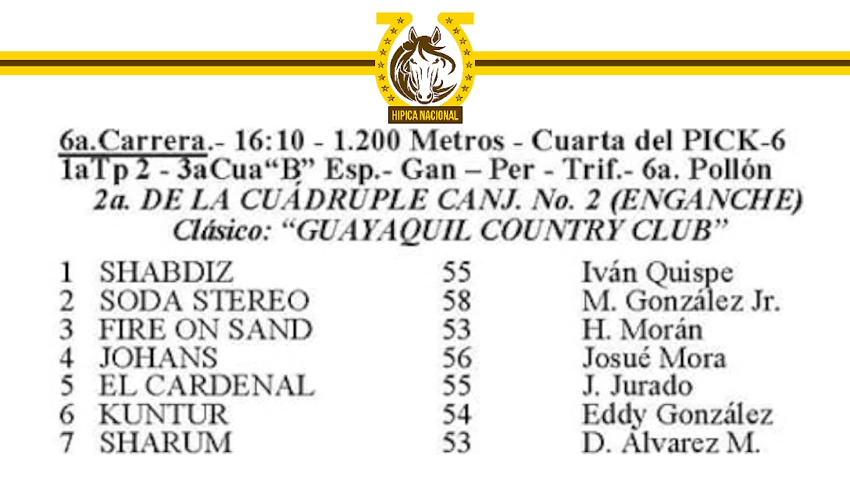 HIPICA NACIONAL
6a.Carrera.- 16:10 - 1.200 Metros - Cuarta del PICK-6
1aTp 2 - 3aCua“B” Esp.- Gan – Per - Trif.- 6a. Pollón
2a. DE LA CUÁDRUPLE CANJ. No. 2 (ENGANCHE)
Clásico: “GUAYAQUIL COUNTRY CLUB”
1 SHABDIZ 55 Iván Quispe
2 SODA STEREO 58 M. González Jr.
3 FIRE ON SAND 53 H. Morán
4 JOHANS 56 Josué Mora
5 EL CARDENAL 55 J. Jurado
6 KUNTUR 54 Eddy González
7 SHARUM 53 D. Alvarez M.